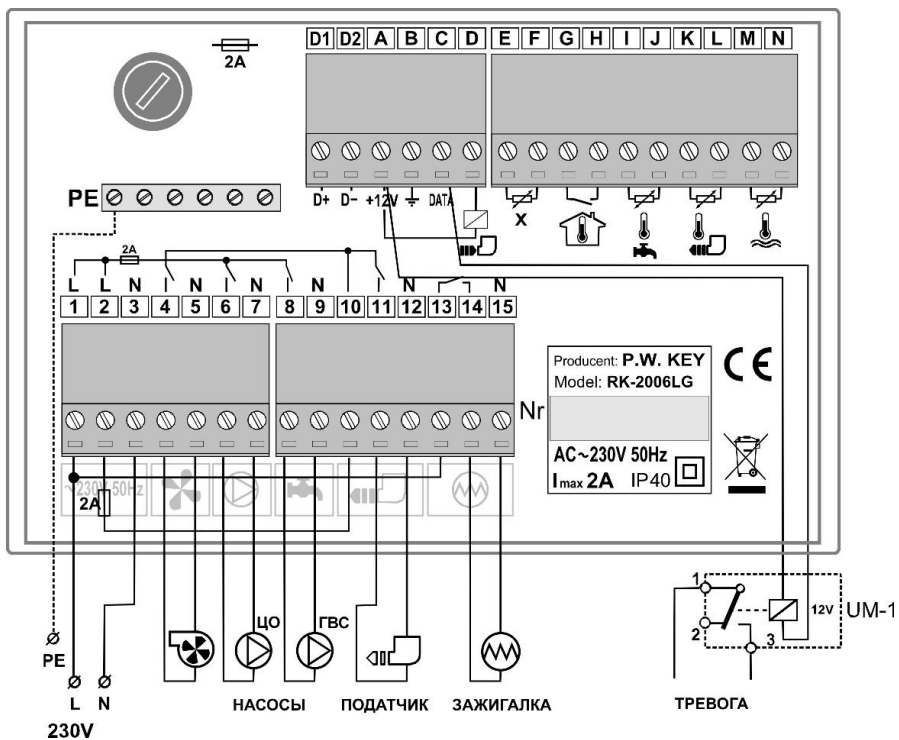 D1 D2 A B C D E F G H I J K L M N
2A
D+ D− +12V DATA
X
PE
2A
L L N N N N N N
1 2 3 4 5 6 7 8 9 10 11 12 13 14 15
Producent: P.W. KEY
Model: RK-2006LG
CE
Nr
AC~230V 50Hz
I max 2A IP40
~230V 50Hz
2A
1
2
3
12V
UM-1
ЦО
ГВС
PE
L N
230V
НАСОСЫ
ПОДАТЧИК
ЗАЖИГАЛКА
ТРЕВОГА